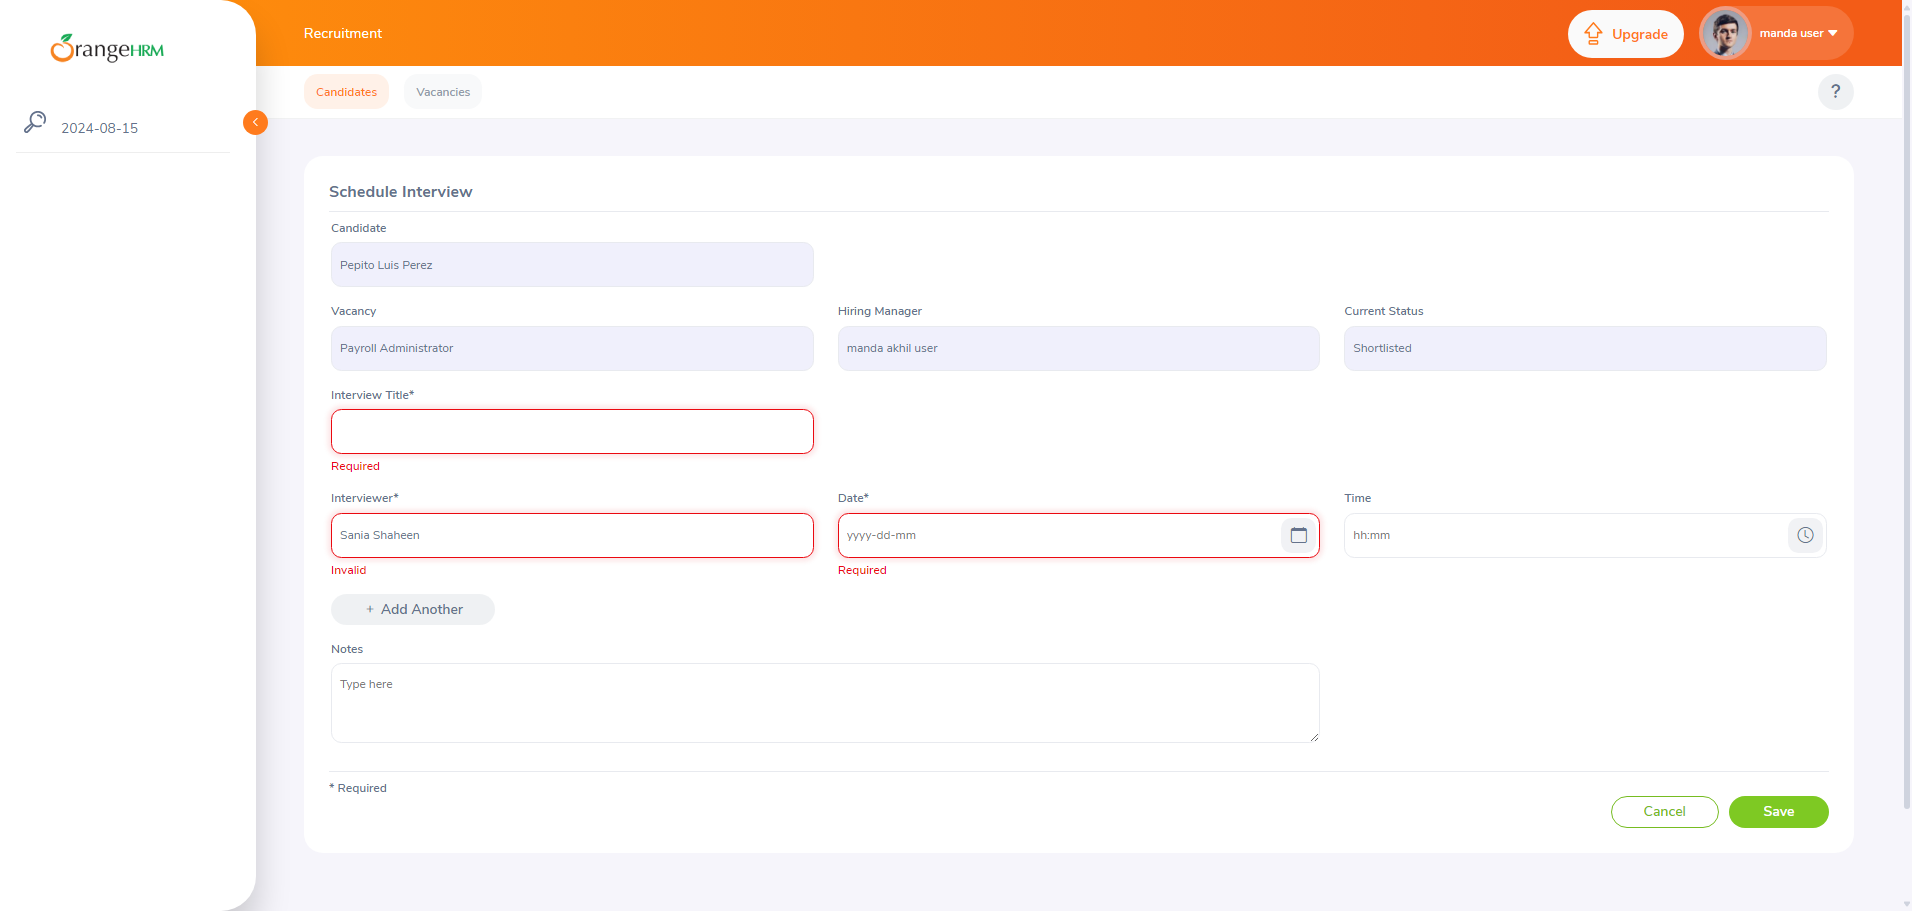 OrangeHRM
Recruitment
Upgrade
manda user
Candidates
Vacancies
?
2024-08-15
Schedule Interview
Candidate
Pepito Luis Perez
Vacancy
Hiring Manager
Current Status
Payroll Administrator
manda akhil user
Shortlisted
Interview Title*
Required
Interviewer*
Date*
Time
Sania Shaheen
yyyy-dd-mm
hh:mm
Invalid
Required
+ Add Another
Notes
Type here
* Required
Cancel
Save